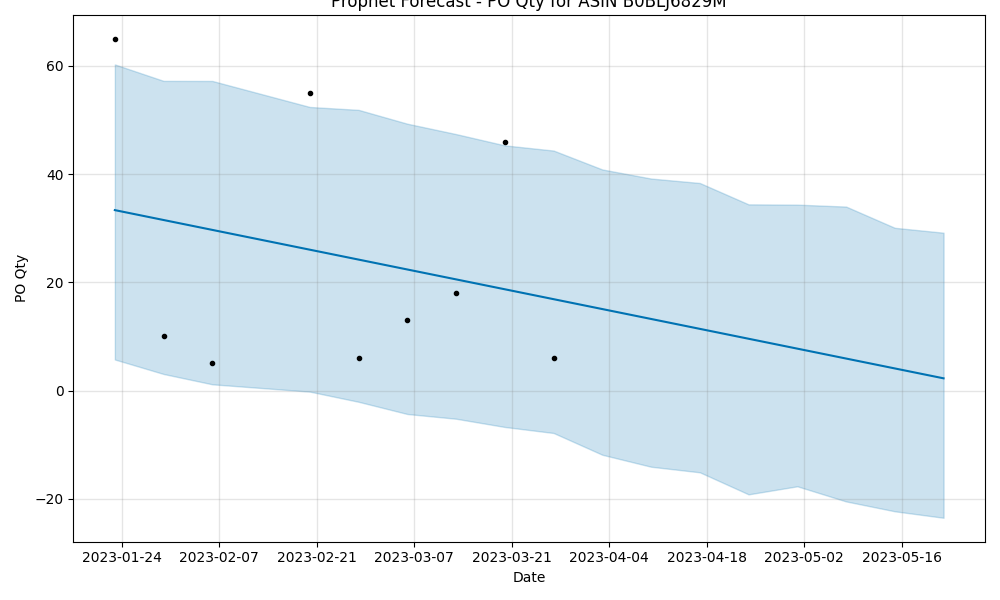 Prophet Forecast - PO Qty for ASIN B0BLJ6829M
60
40
20
0
−20
PO Qty
2023-01-24 2023-02-07 2023-02-21 2023-03-07 2023-03-21 2023-04-04 2023-04-18 2023-05-02 2023-05-16
Date